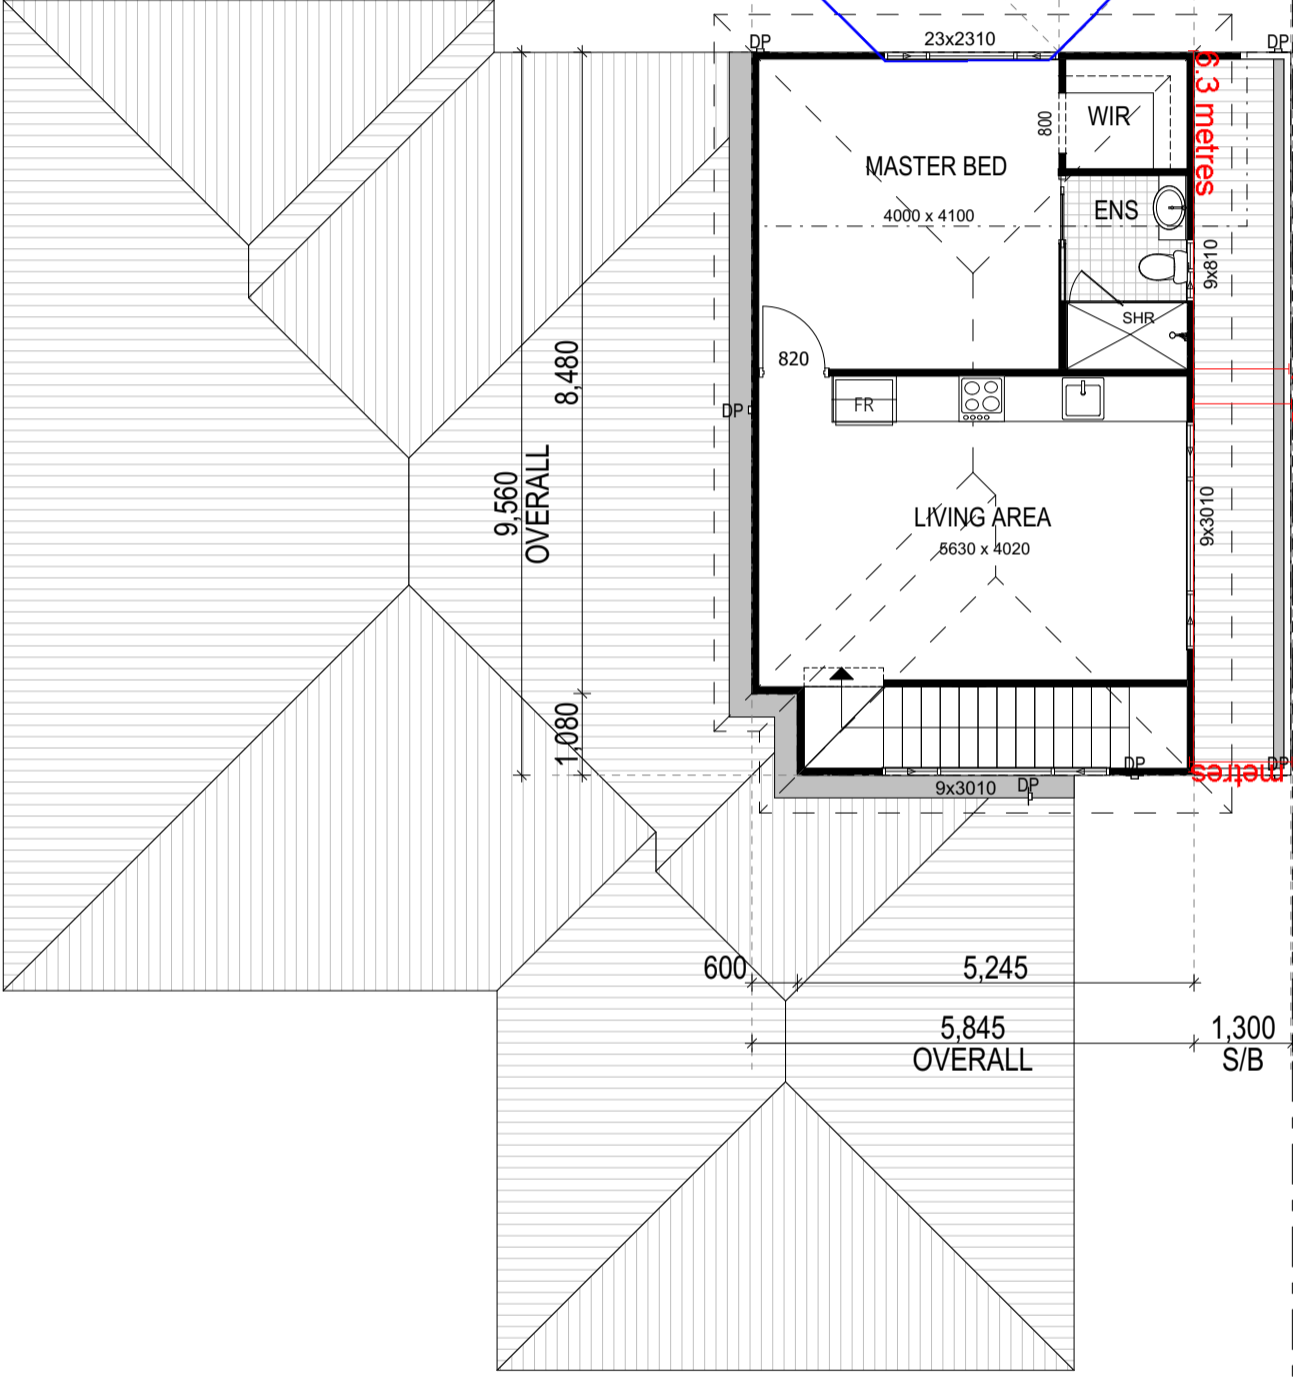 DP
23x2310
DP
6.3 metres
WIR
800
MASTER BED
4000 x 4100
ENS
9x810
SHR
820
8,480
DP
FR
9,560
OVERALL
LIVING AREA
5630 x 4020
9x3010
1,080
DP
DP
metres
9x3010
DP
600
5,245
5,845
OVERALL
1,300
S/B